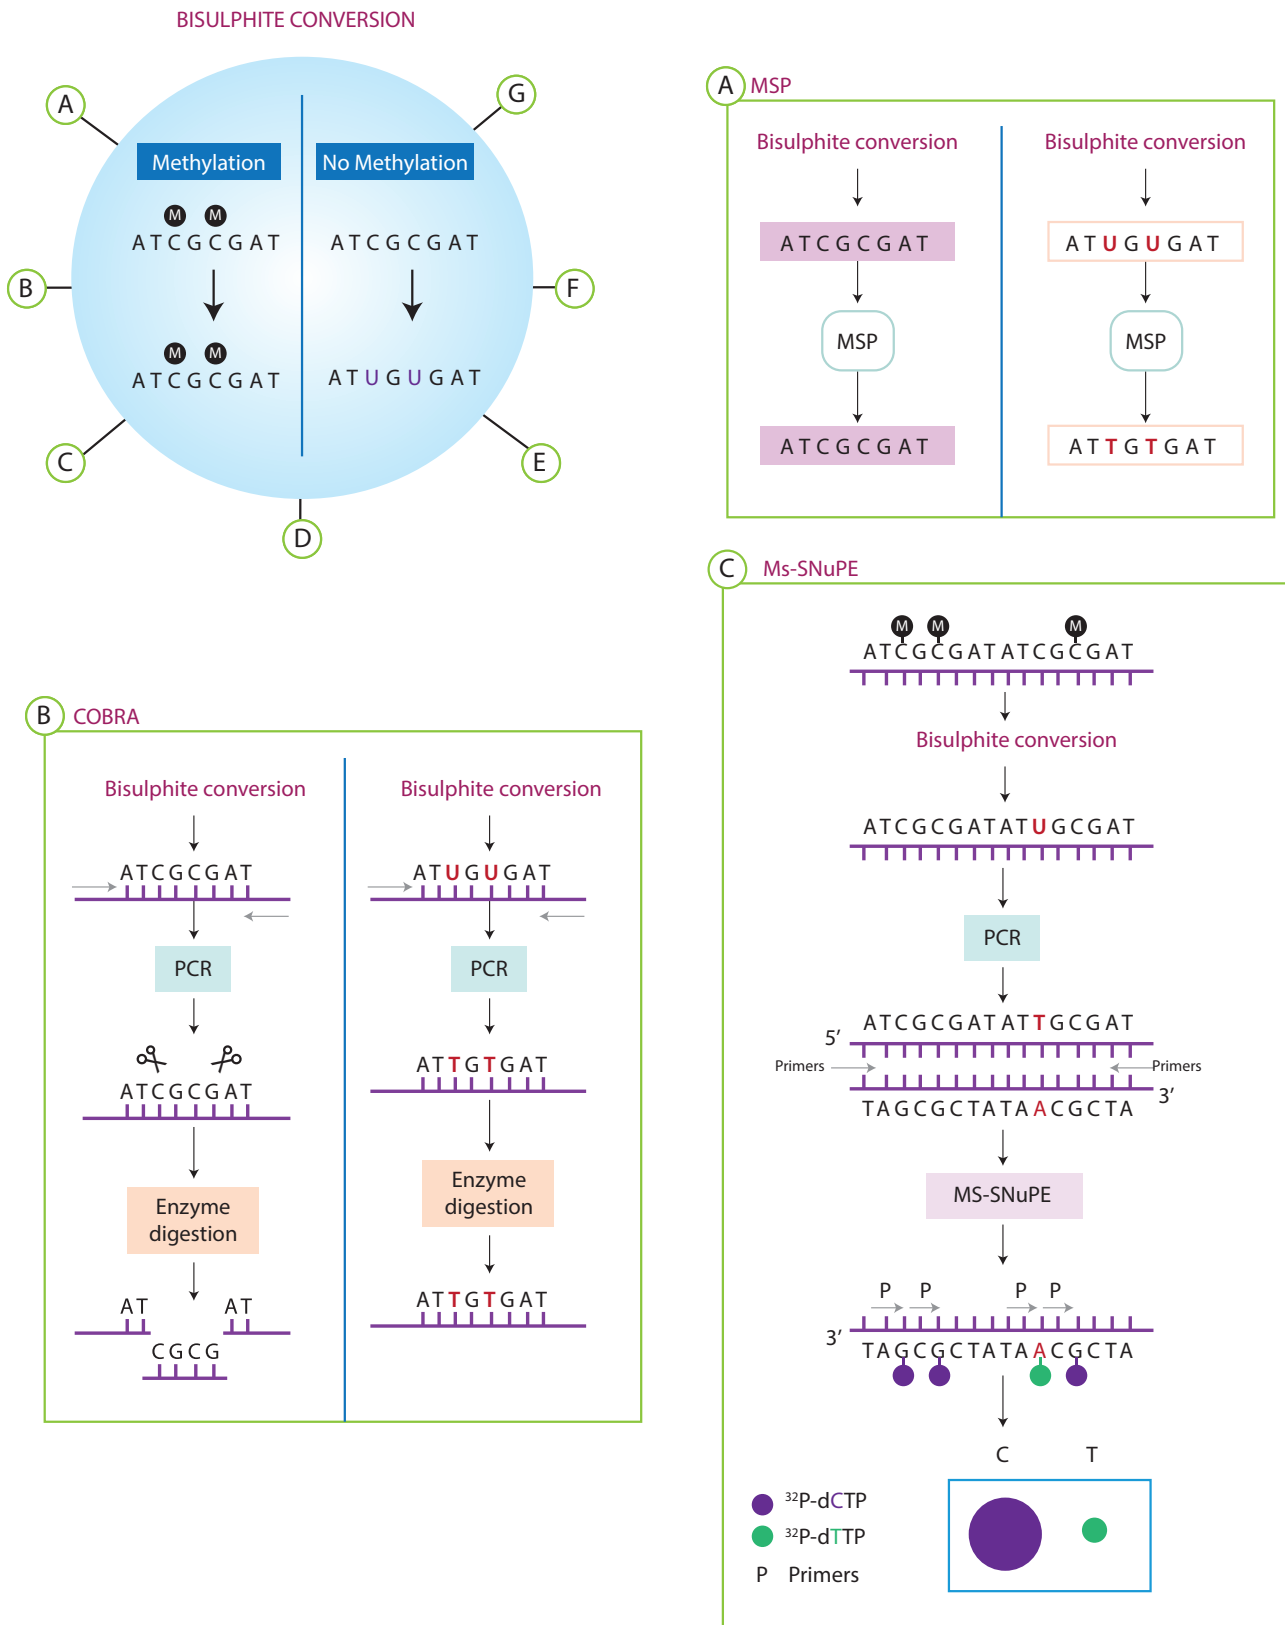 BISULPHITE CONVERSION
A
G
Methylation
No Methylation
M M
ATCGCGAT
ATCGCGAT
B
F
M M
ATCGCGAT
ATUGUGAT
C
E
D
A MSP
Bisulphite conversion
Bisulphite conversion
ATCGCGAT
ATUGUGAT
MSP
MSP
ATCGCGAT
ATTGTGAT
B COBRA
Bisulphite conversion
Bisulphite conversion
ATCGCGAT
ATUGUGAT
PCR
PCR
ATCGCGAT
ATTGTGAT
Enzyme
digestion
Enzyme
digestion
AT AT
CGCG
ATTGTGAT
C Ms-SNuPE
M M M
ATCGCGATATCGCGAT
Bisulphite conversion
ATCGCGATATUGCGAT
PCR
5′ ATCGCGATATTGCGAT
Primers Primers
TAGCGCTATAACGCTA 3′
MS-SNuPE
P P P P
3′
TAGCGCTATAACGCTA
C T
32P-dCTP
32P-dTTP
P Primers